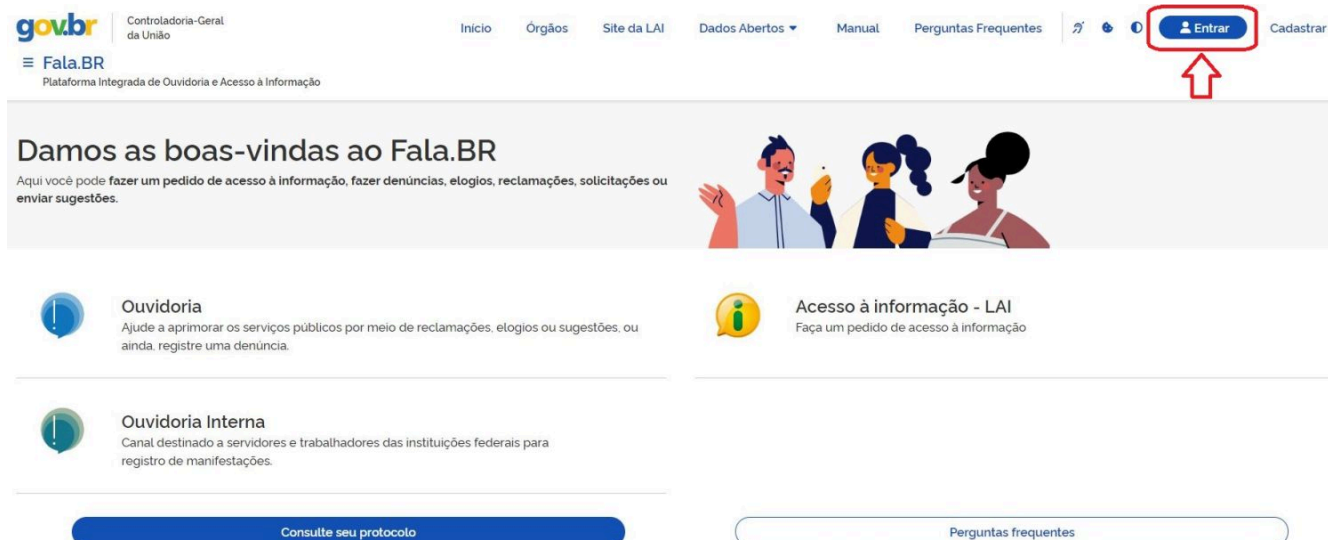 gov.br
Controladoria-Geral
da União
Início Órgãos Site da LAI Dados Abertos Manual Perguntas Frequentes Entrar Cadastrar
Fala.BR
Plataforma Integrada de Ouvidoria e Acesso à Informação
Damos as boas-vindas ao Fala.BR
Aqui você pode fazer um pedido de acesso à informação, fazer denúncias, elogios, reclamações, solicitações ou
enviar sugestões.
Ouvidoria
Ajude a aprimorar os serviços públicos por meio de reclamações, elogios ou sugestões, ou
ainda, registre uma denúncia.
Acesso à informação - LAI
Faça um pedido de acesso à informação
Ouvidoria Interna
Canal destinado a servidores e trabalhadores das instituições federais para
registro de manifestações.
Consulte seu protocolo
Perguntas frequentes